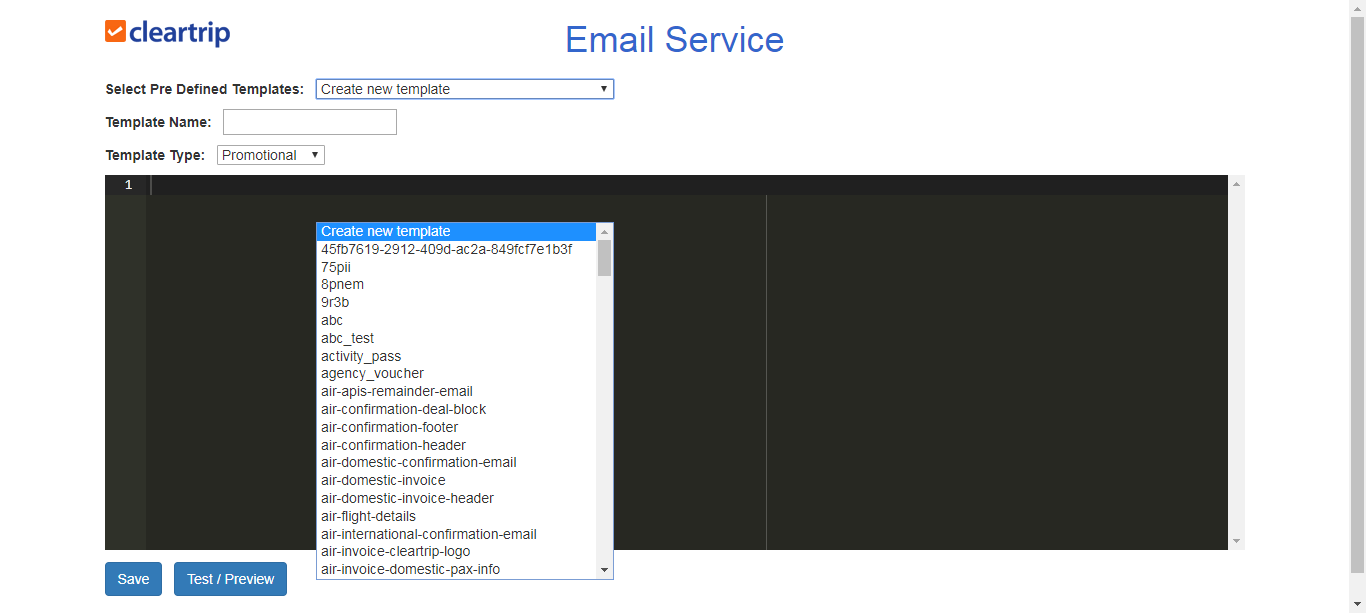 cleartrip
Email Service
Select Pre Defined Templates: Create new template
Template Name:
Template Type: Promotional
1
Create new template
45fb7619-2912-409d-ac2a-849fcf7e1b3f
75pii
8pnem
9r3b
abc
abc_test
activity_pass
agency_voucher
air-apis-remainder-email
air-confirmation-deal-block
air-confirmation-footer
air-confirmation-header
air-domestic-confirmation-email
air-domestic-invoice
air-domestic-invoice-header
air-flight-details
air-international-confirmation-email
air-invoice-cleartrip-logo
air-invoice-domestic-pax-info
Save Test / Preview